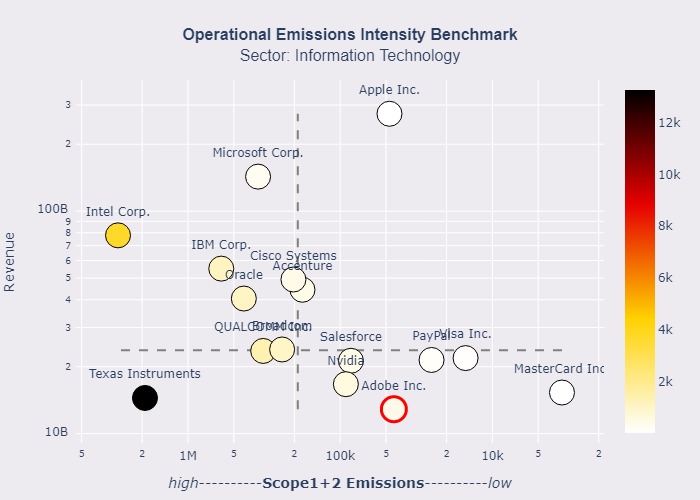 Operational Emissions Intensity Benchmark
Sector: Information Technology
Apple Inc.
Microsoft Corp.
Intel Corp.
IBM Corp.
Cisco Systems
Accenture
Oracle
QUALCOMM Inc.
Broadcom
Salesforce
PayPal
Visa Inc.
Nvidia
Texas Instruments
Adobe Inc.
MasterCard Inc
Revenue
3
2
100B
9
8
7
6
5
4
3
2
10B
5
2
1M
5
2
100k
5
2
10k
5
2
high----------Scope1+2 Emissions----------low
12k
10k
8k
6k
4k
2k